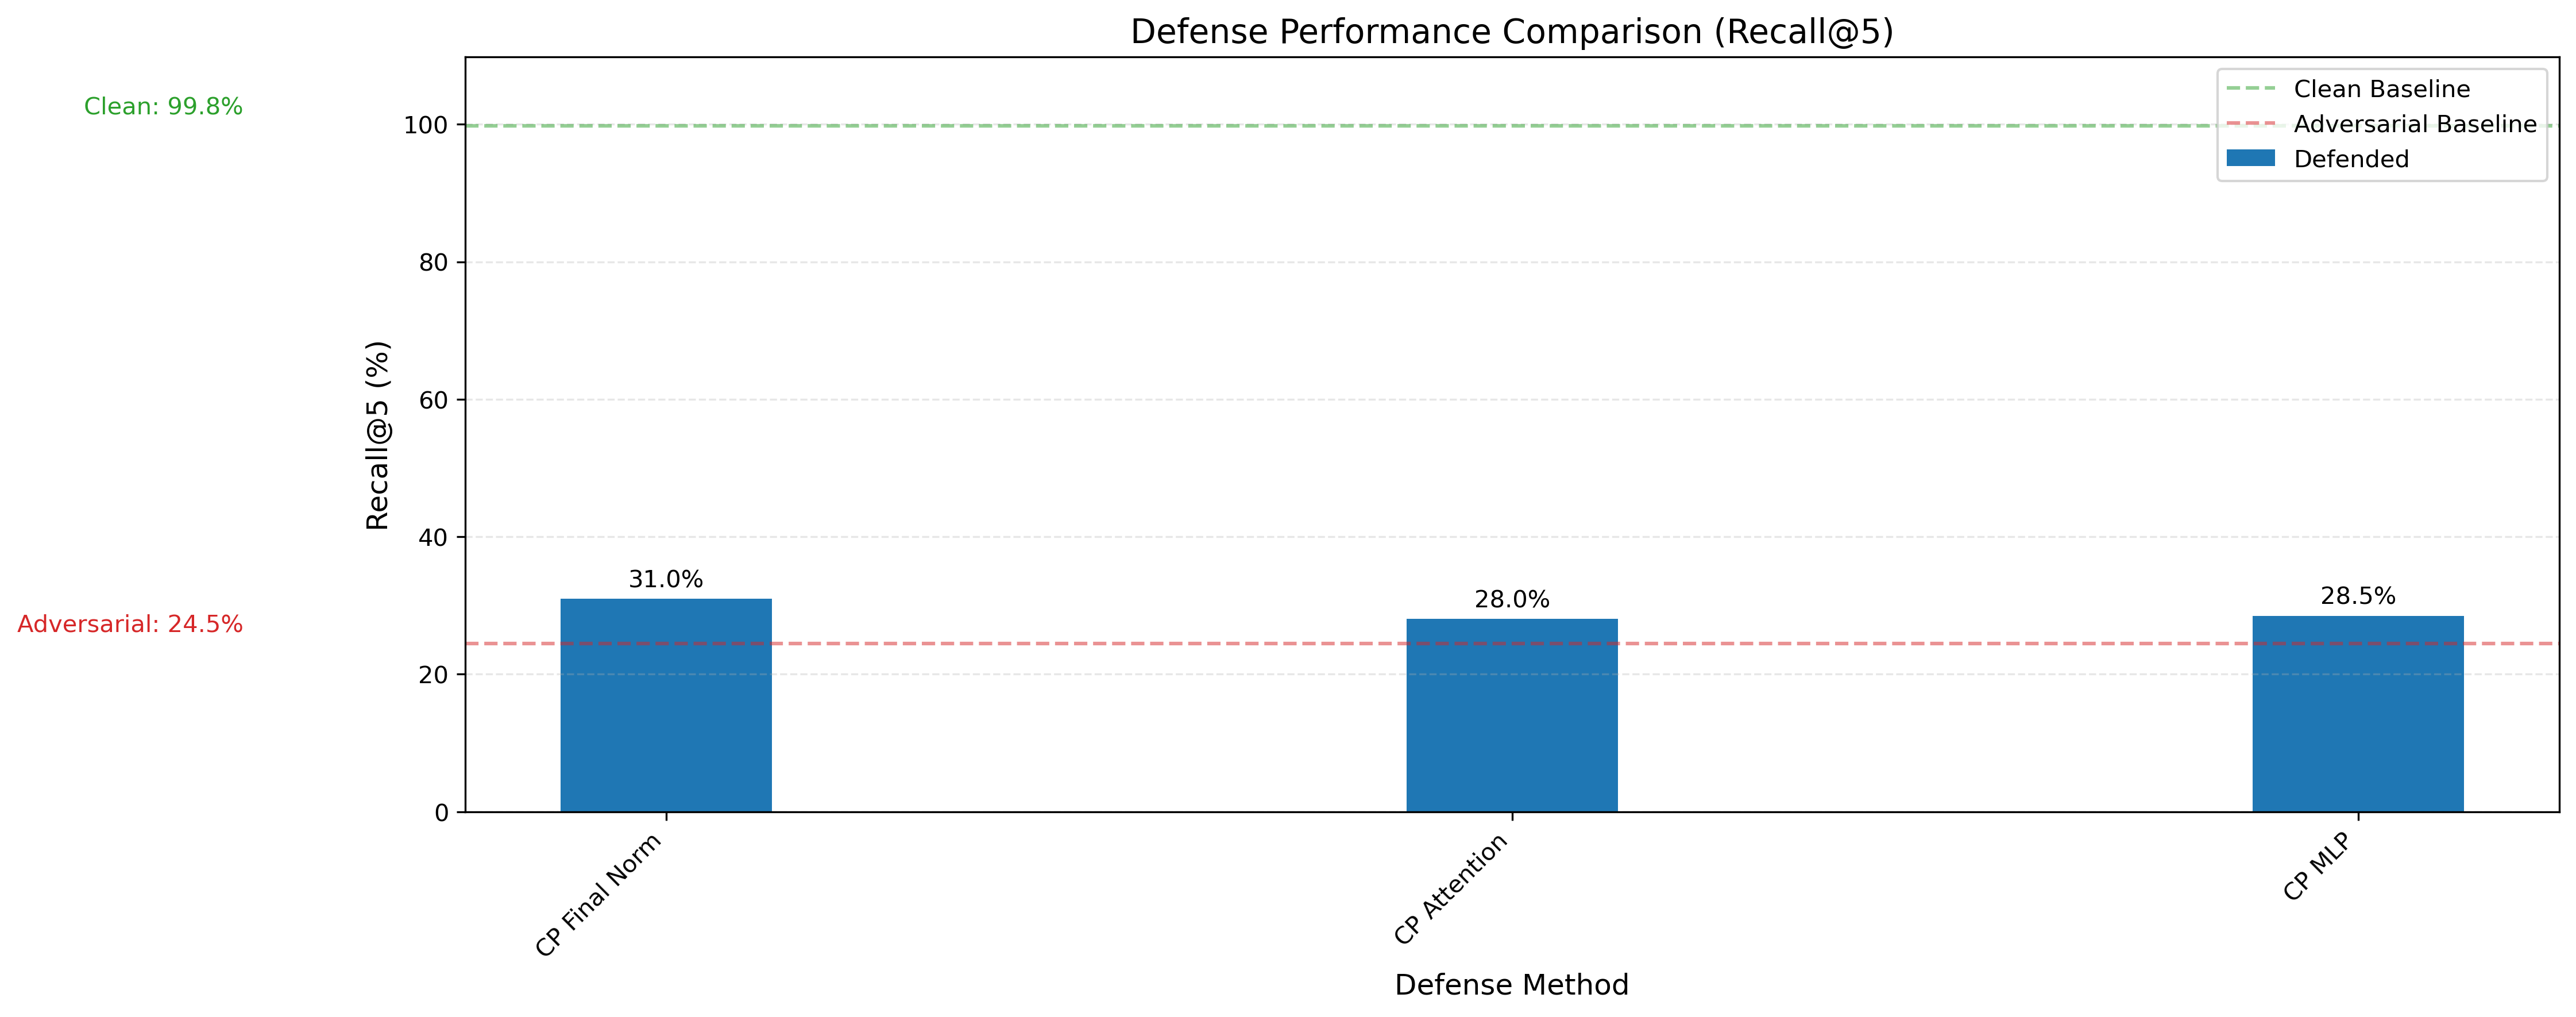 Defense Performance Comparison (Recall@5)
Clean: 99.8%
Adversarial: 24.5%
Recall@5 (%)
100
80
60
40
20
0
Clean Baseline
Adversarial Baseline
Defended
31.0%
28.0%
28.5%
CP Final Norm
CP Attention
CP MLP
Defense Method